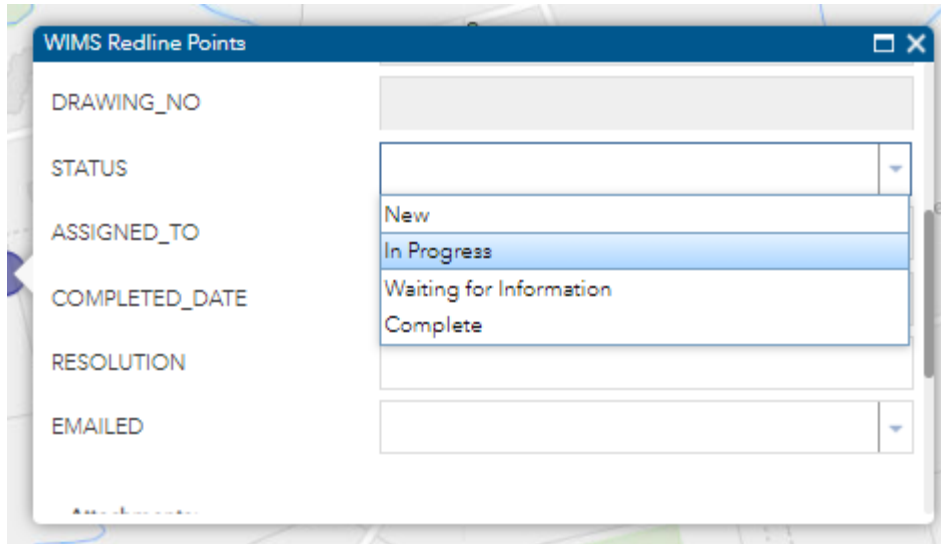 WIMS Redline Points
DRAWING_NO
STATUS
New
In Progress
Waiting for Information
Complete
ASSIGNED_TO
COMPLETED_DATE
RESOLUTION
EMAILED